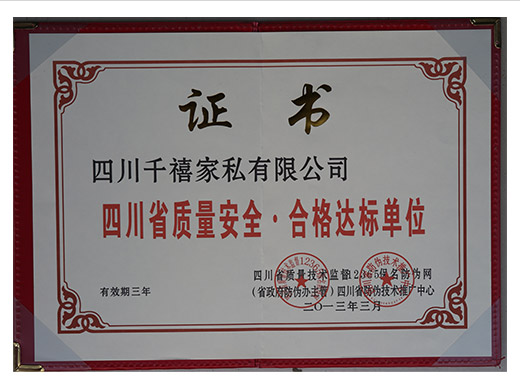 证书
四川千禧家私有限公司
四川省质量安全·合格达标单位
四川省质量技术监督12365保名防伪网
有效期三年
（省政府防伪办主管）四川省防伪技术推广中心
二〇一三年三月